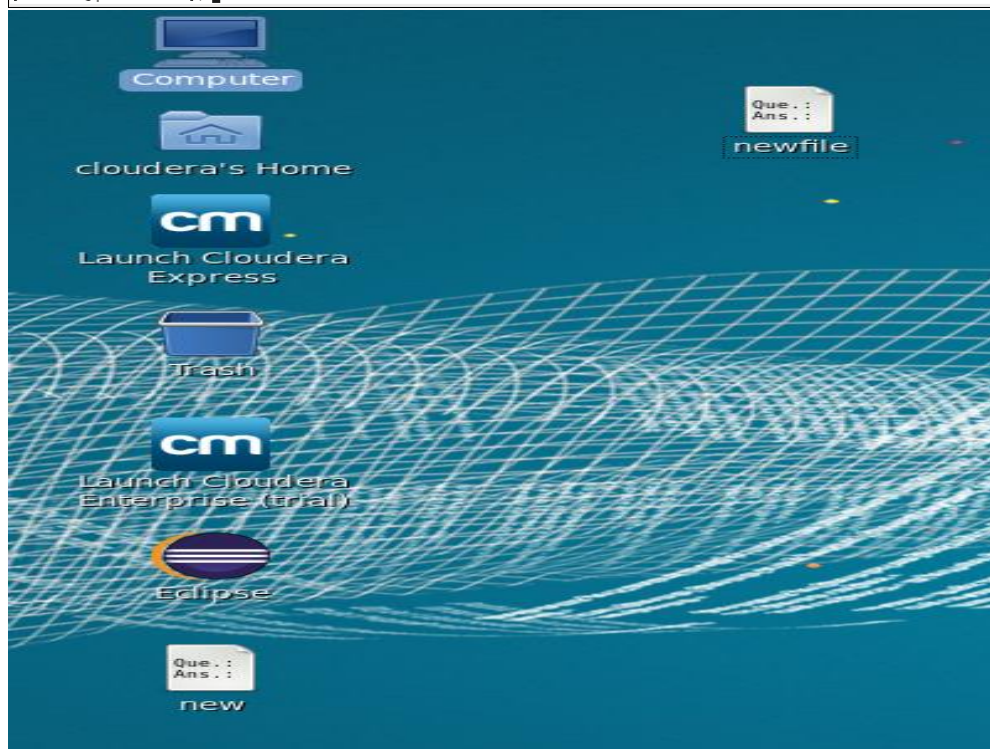 Computer
cloudera's Home
cm
Launch Cloudera
Express
Trash
cm
Launch Cloudera
Enterprise (trial)
Eclipse
Que.:
Ans.:
new
Que.:
Ans.:
newfile